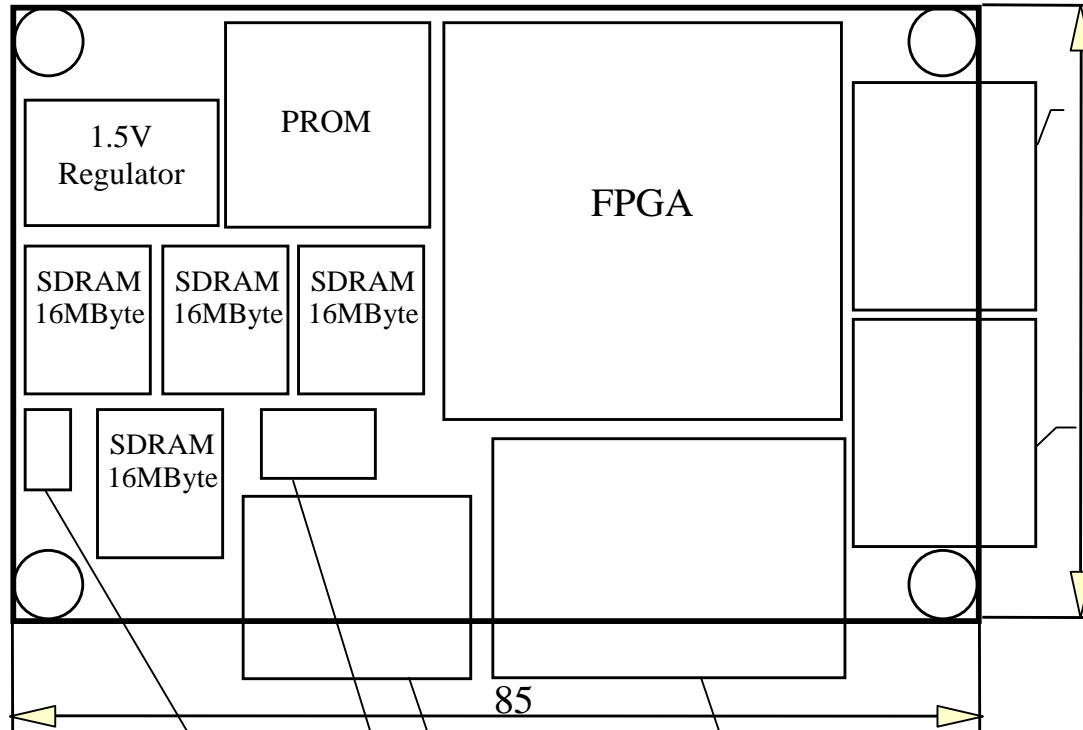 PROM
1.5V
Regulator
FPGA
SDRAM
16MByte
SDRAM
16MByte
SDRAM
16MByte
SDRAM
16MByte
85